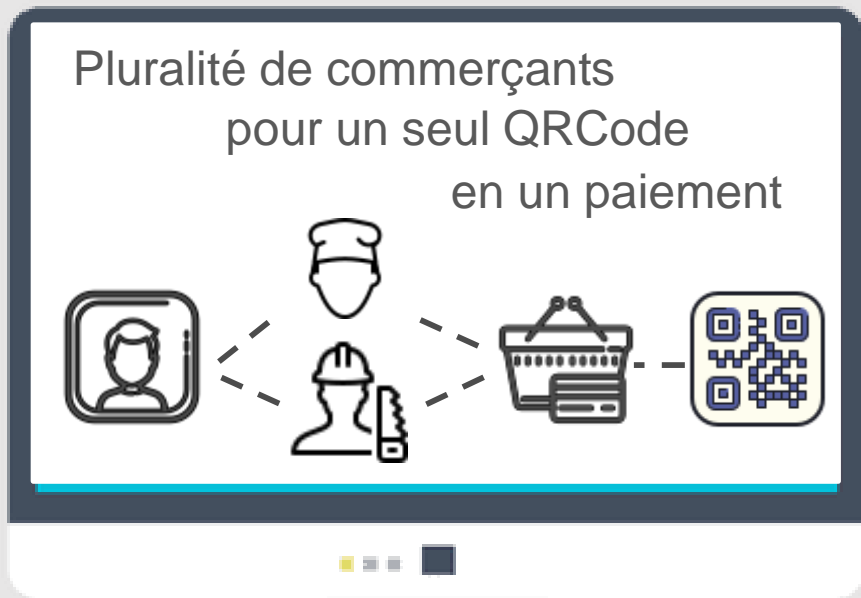 Pluralité de commerçants
pour un seul QRCode
en un paiement